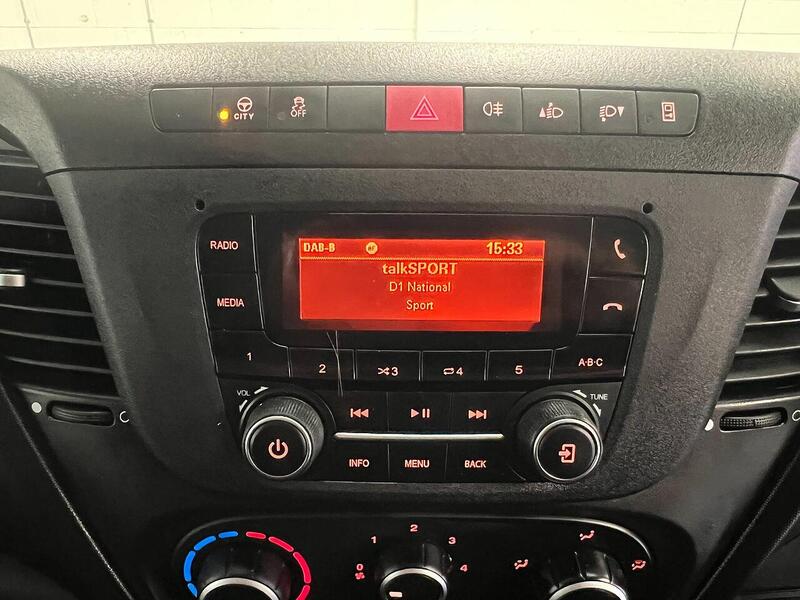 CITY
OFF
RADIO
MEDIA
DAB-B
15:33
talkSPORT
D1 National
Sport
1
2
3
4
5
A·B·C
VOL
TUNE
INFO
MENU
BACK
0
1
2
3
4